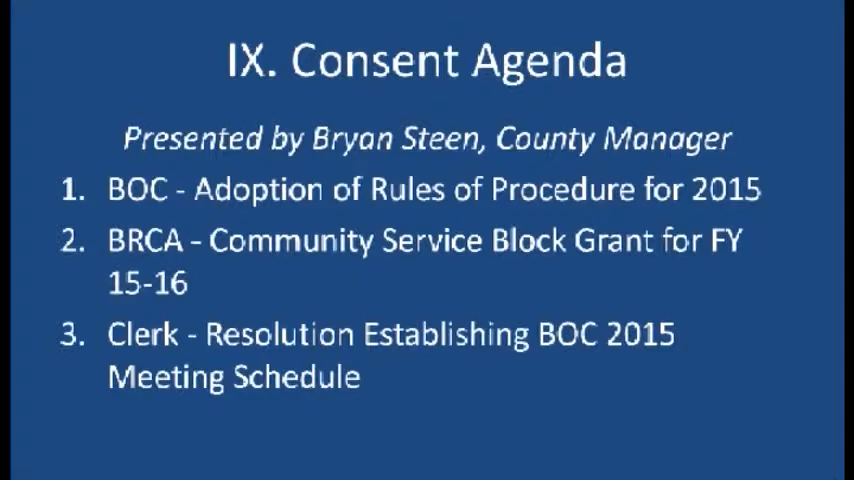 IX. Consent Agenda
Presented by Bryan Steen, County Manager
1. BOC - Adoption of Rules of Procedure for 2015
2. BRCA - Community Service Block Grant for FY
15-16
3. Clerk - Resolution Establishing BOC 2015
Meeting Schedule